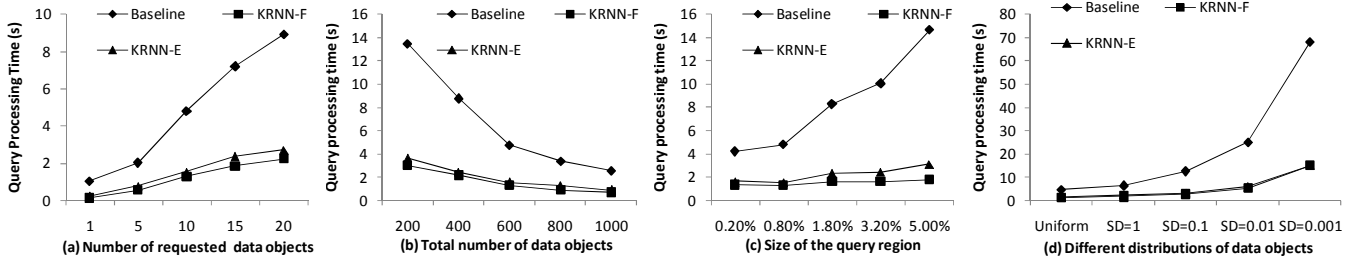 Query Processing Time (s)
10
8
6
4
2
0
Baseline
KRNN-F
KRNN-E
1 5 10 15 20
(a) Number of requested data objects
Query processing time (s)
16
14
12
10
8
6
4
2
0
Baseline
KRNN-F
KRNN-E
200 400 600 800 1000
(b) Total number of data objects
Query processing time (s)
16
14
12
10
8
6
4
2
0
Baseline
KRNN-F
KRNN-E
0.20% 0.80% 1.80% 3.20% 5.00%
(c) Size of the query region
Query processing time (s)
80
70
60
50
40
30
20
10
0
Baseline
KRNN-F
KRNN-E
Uniform SD=1 SD=0.1 SD=0.01 SD=0.001
(d) Different distributions of data objects